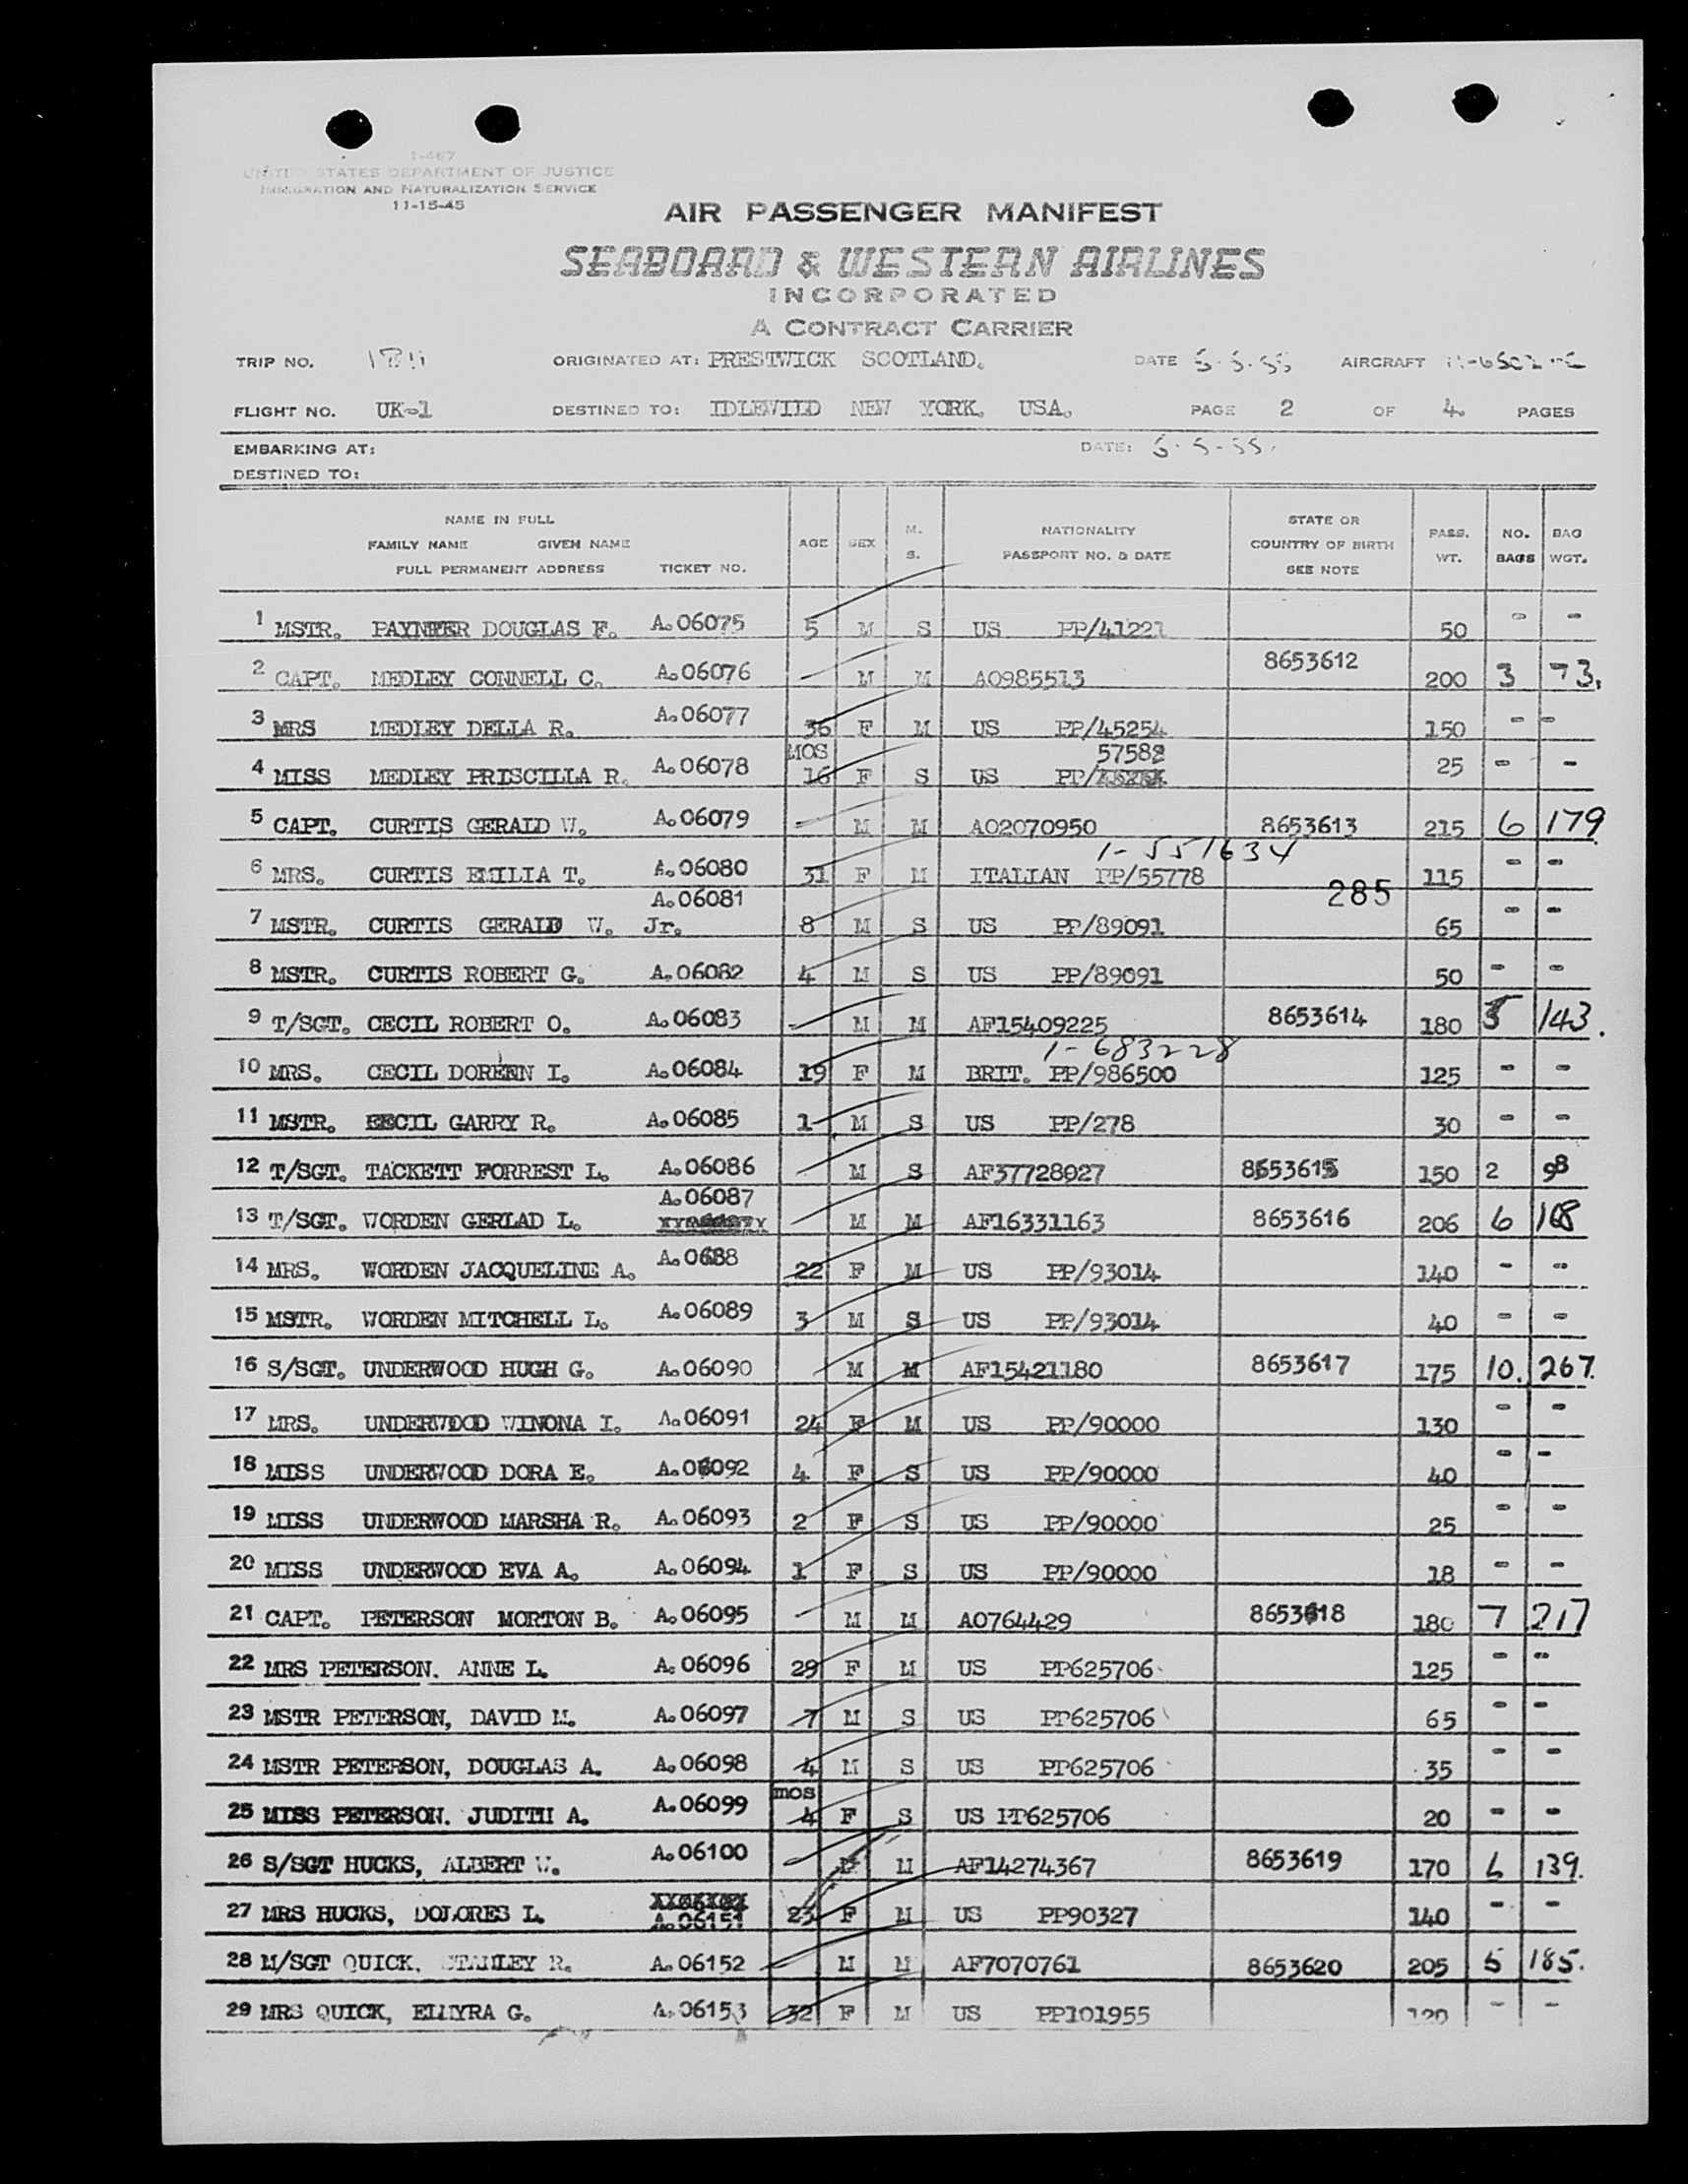 I-467
UNITED STATES DEPARTMENT OF JUSTICE
IMMIGRATION AND NATURALIZATION SERVICE
11-15-45
AIR PASSENGER MANIFEST
SEABOARD & WESTERN AIRLINES
INCORPORATED
A CONTRACT CARRIER
TRIP NO. ORIGINATED AT: PRESTWICK SCOTLAND. DATE 5.5.55 AIRCRAFT
FLIGHT NO. UK-1 DESTINED TO: IDLEWILD NEW YORK. USA. PAGE 2 OF 4. PAGES
EMBARKING AT: DATE: 5-5-55.
DESTINED TO:
NAME IN FULL FAMILY NAME GIVEN NAME FULL PERMANENT ADDRESS TICKET NO. AGE SEX M. S. NATIONALITY PASSPORT NO. & DATE STATE OR COUNTRY OF BIRTH SEE NOTE PASS. WT. NO. BAGS BAG WGT.
1 MSTR. PAYNTER DOUGLAS F. A.06075 5 M S US PP/41221 50 - -
2 CAPT. MEDLEY CONNELL C. A.06076 - M M AO985513 8653612 200 3 73.
3 MRS MEDLEY DELLA R. A.06077 36 F M US PP/45254 150 - -
4 MISS MEDLEY PRISCILLA R. A.06078 MOS 16 F S US PP/ 57582 25 - -
5 CAPT. CURTIS GERALD W. A.06079 - M M AO2070950 8653613 215 6 179.
1-551634
6 MRS. CURTIS EMILIA T. A.06080 31 F M ITALIAN PP/55778 115 - -
285
7 MSTR. CURTIS GERALD W. Jr. A.06081 8 M S US PP/89091 65 - -
8 MSTR. CURTIS ROBERT G. A.06082 4 M S US PP/89091 50 - -
9 T/SGT. CECIL ROBERT O. A.06083 - M M AF15409225 8653614 180 5 143.
1-683228
10 MRS. CECIL DOREEN I. A.06084 19 F M BRIT. PP/986500 125 - -
11 MSTR. CECIL GARRY R. A.06085 1 M S US PP/278 30 - -
12 T/SGT. TACKETT FORREST L. A.06086 M S AF37728027 8653615 150 2 98
13 T/SGT. WORDEN GERLAD L. A.06087 M M AF16331163 8653616 206 6 168
14 MRS. WORDEN JACQUELINE A. A.0688 22 F M US PP/93014 140 - -
15 MSTR. WORDEN MITCHELL L. A.06089 3 M S US PP/93014 40 - -
16 S/SGT. UNDERWOOD HUGH G. A.06090 M M AF15421180 8653617 175 10. 267.
17 MRS. UNDERWOOD WINONA I. A.06091 24 F M US PP/90000 130 - -
18 MISS UNDERWOOD DORA E. A.06092 4 F S US PP/90000 40 - -
19 MISS UNDERWOOD MARSHA R. A.06093 2 F S US PP/90000 25 - -
20 MISS UNDERWOOD EVA A. A.06094 1 F S US PP/90000 18 - -
21 CAPT. PETERSON MORTON B. A.06095 - M M AO764429 8653618 180 7 217
22 MRS PETERSON. ANNE L. A.06096 29 F M US PP625706 125 - -
23 MSTR PETERSON, DAVID M. A.06097 7 M S US PP625706 65 - -
24 MSTR PETERSON, DOUGLAS A. A.06098 4 M S US PP625706 35 - -
25 MISS PETERSON. JUDITH A. A.06099 mos 4 F S US PP625706 20 - -
26 S/SGT HUCKS, ALBERT W. A.06100 M AF14274367 8653619 170 6 139.
27 MRS HUCKS, DOLORES L. A.06151 23 F M US PP90327 140 - -
28 M/SGT QUICK, STANLEY R. A.06152 M M AF7070761 8653620 205 5 185.
29 MRS QUICK, ELMYRA G. A.06153 32 F M US PP101955 120 - -